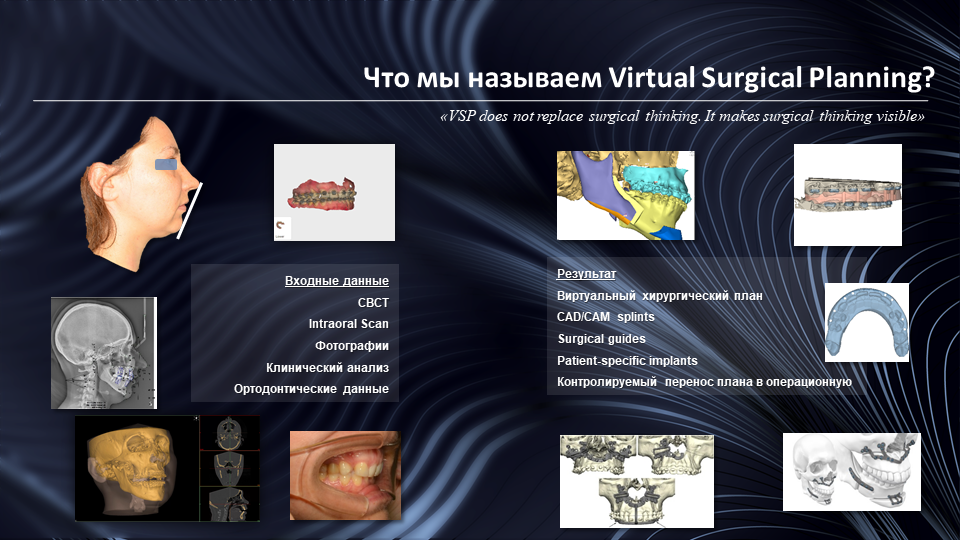 Что мы называем Virtual Surgical Planning?
«VSP does not replace surgical thinking. It makes surgical thinking visible»
Входные данные
CBCT
Intraoral Scan
Фотографии
Клинический анализ
Ортодонтические данные
Результат
Виртуальный хирургический план
CAD/CAM splints
Surgical guides
Patient-specific implants
Контролируемый перенос плана в операционную